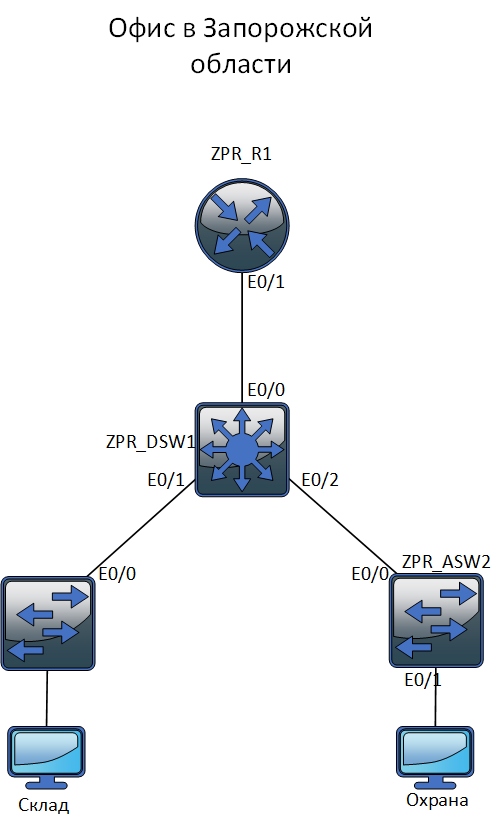 Офис в Запорожской
области
ZPR_R1
E0/1
E0/0
ZPR_DSW1
E0/1
E0/2
E0/0
E0/0
ZPR_ASW2
E0/1
Склад
Охрана